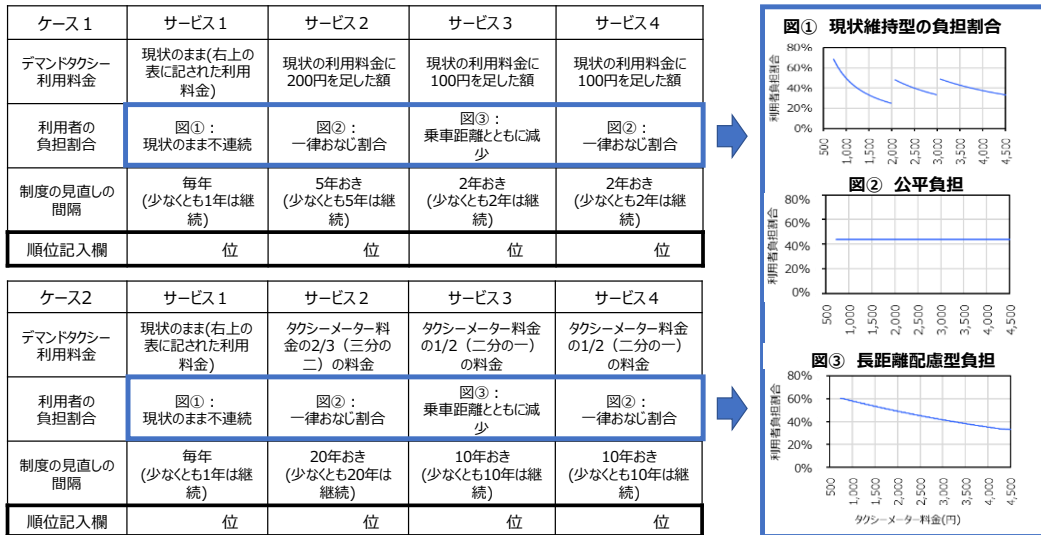 ケース1
サービス1
サービス2
サービス3
サービス4
デマンドタクシー
利用料金
現状のまま(右上の
表に記された利用
料金)
現状の利用料金に
200円を足した額
現状の利用料金に
100円を足した額
現状の利用料金に
100円を足した額
利用者の
負担割合
図①：
現状のまま不連続
図②：
一律おなじ割合
図③：
乗車距離とともに減
少
図②：
一律おなじ割合
制度の見直しの
間隔
毎年
(少なくとも1年は継
続)
5年おき
(少なくとも5年は継
続)
2年おき
(少なくとも2年は継
続)
2年おき
(少なくとも2年は継
続)
順位記入欄
位
位
位
位
ケース2
サービス1
サービス2
サービス3
サービス4
デマンドタクシー
利用料金
現状のまま(右上の
表に記された利用
料金)
タクシーメーター料
金の2/3（三分の
二）の料金
タクシーメーター料金
の1/2（二分の一）
の料金
タクシーメーター料金
の1/2（二分の一）
の料金
利用者の
負担割合
図①：
現状のまま不連続
図②：
一律おなじ割合
図③：
乗車距離とともに減
少
図②：
一律おなじ割合
制度の見直しの
間隔
毎年
(少なくとも1年は継
続)
20年おき
(少なくとも20年は
継続)
10年おき
(少なくとも10年は継
続)
10年おき
(少なくとも10年は継
続)
順位記入欄
位
位
位
位
図① 現状維持型の負担割合
利用者負担割合
80%
60%
40%
20%
0%
500
1,000
1,500
2,000
2,500
3,000
3,500
4,000
4,500
図② 公平負担
利用者負担割合
80%
60%
40%
20%
0%
500
1,000
1,500
2,000
2,500
3,000
3,500
4,000
4,500
図③ 長距離配慮型負担
利用者負担割合
80%
60%
40%
20%
0%
500
1,000
1,500
2,000
2,500
3,000
3,500
4,000
4,500
タクシーメーター料金(円)